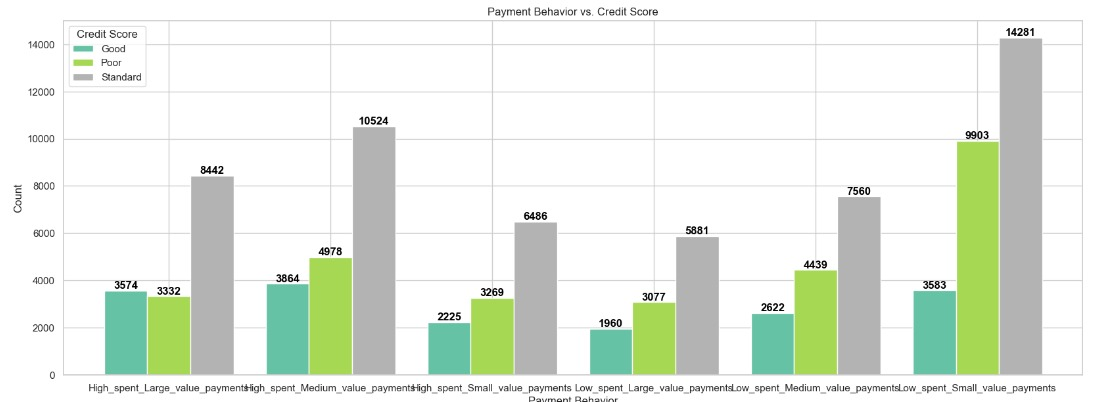 Payment Behavior vs. Credit Score
Credit Score
Good
Poor
Standard
Count
14000
12000
10000
8000
6000
4000
2000
0
3574
3332
8442
3864
4978
10524
2225
3269
6486
1960
3077
5881
2622
4439
7560
3583
9903
14281
High_spent_Large_value_payments
High_spent_Medium_value_payments
High_spent_Small_value_payments
Low_spent_Large_value_payments
Low_spent_Medium_value_payments
Low_spent_Small_value_payments
Payment Behavior